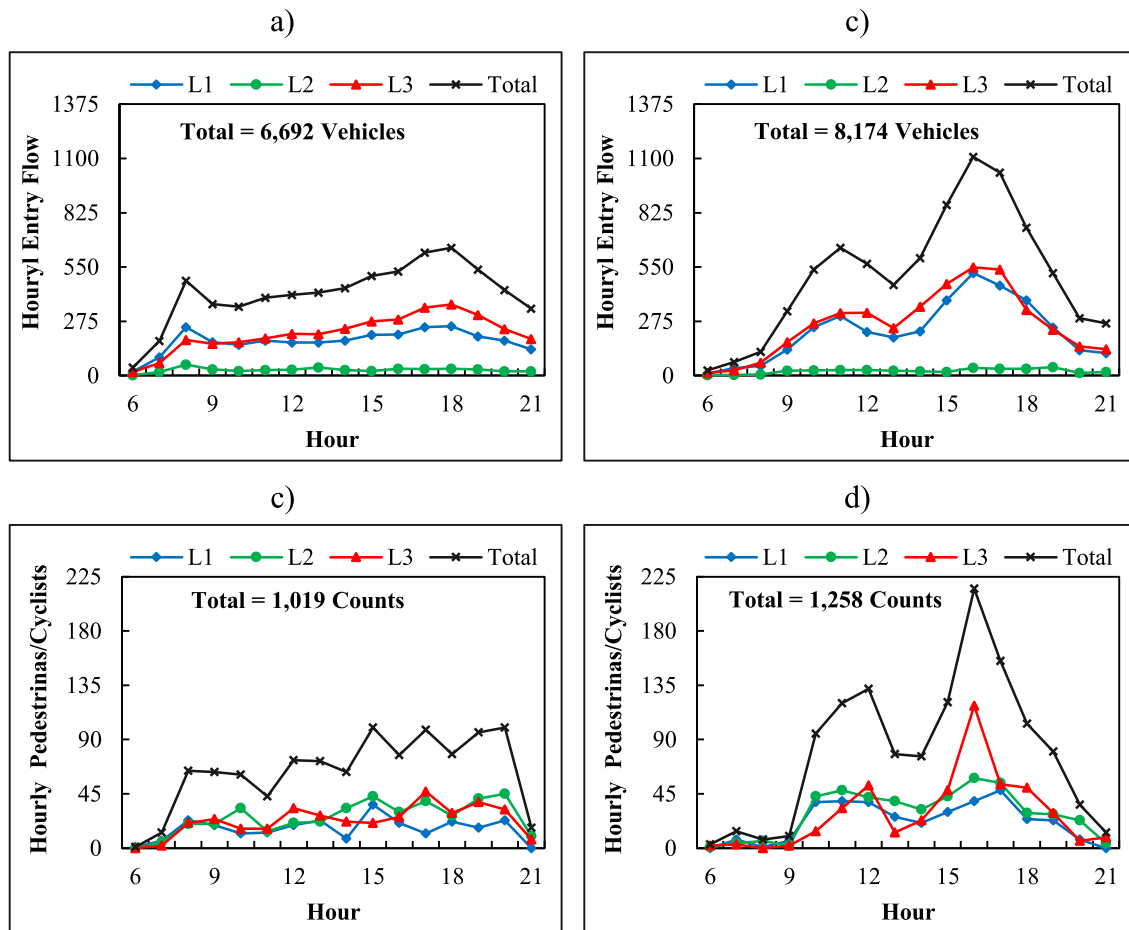 a)
L1 L2 L3 Total
Total = 6,692 Vehicles
Houryl Entry Flow
1375
1100
825
550
275
0
6 9 12 15 18 21
Hour
c)
L1 L2 L3 Total
Total = 8,174 Vehicles
Hourly Entry Flow
1375
1100
825
550
275
0
6 9 12 15 18 21
Hour
c)
L1 L2 L3 Total
Total = 1,019 Counts
Hourly Pedestrinas/Cyclists
225
180
135
90
45
0
6 9 12 15 18 21
Hour
d)
L1 L2 L3 Total
Total = 1,258 Counts
Hourly Pedestrinas/Cyclists
225
180
135
90
45
0
6 9 12 15 18 21
Hour